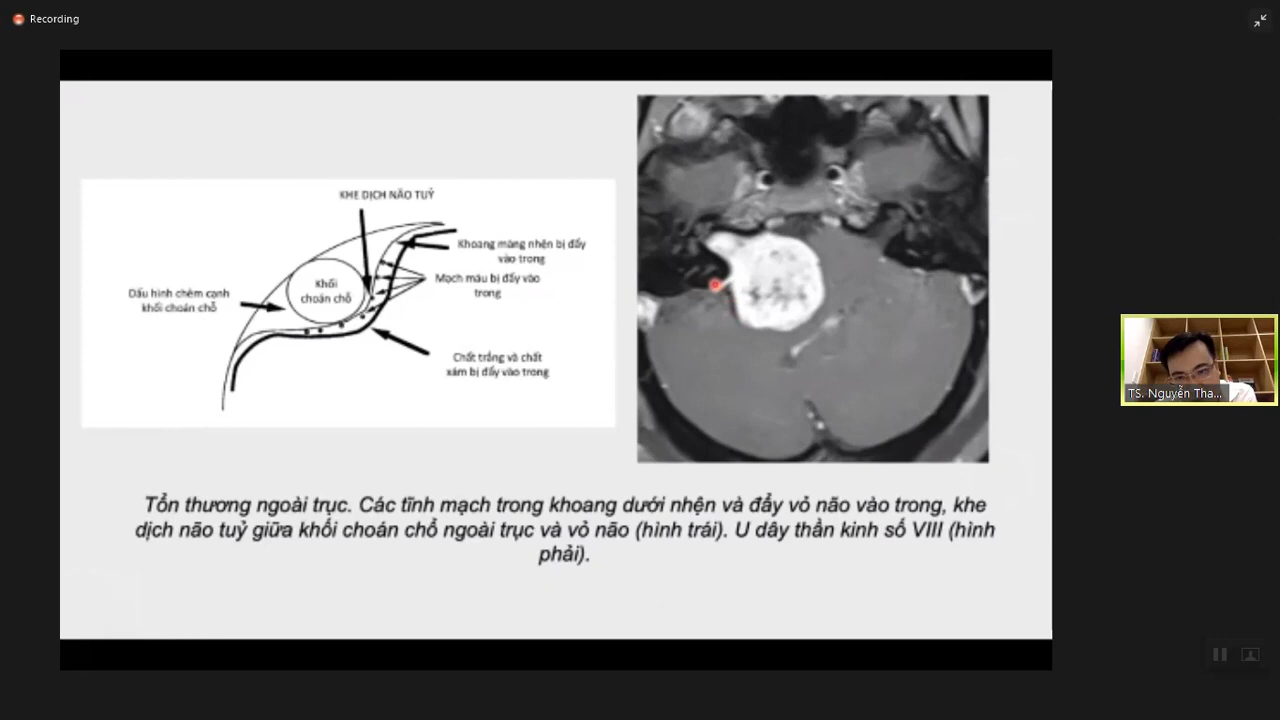 Recording
KHE DỊCH NÃO TUỶ
Khoang màng nhện bị đẩy
vào trong
Khối
choán chỗ
Mạch máu bị đẩy vào
trong
Dấu hình chêm cạnh
khối choán chỗ
Chất trắng và chất
xám bị đẩy vào trong
Tổn thương ngoài trục. Các tĩnh mạch trong khoang dưới nhện và đẩy vỏ não vào trong, khe
dịch não tuỷ giữa khối choán chổ ngoài trục và vỏ não (hình trái). U dây thần kinh số VIII (hình
phải).
TS. Nguyễn Tha...